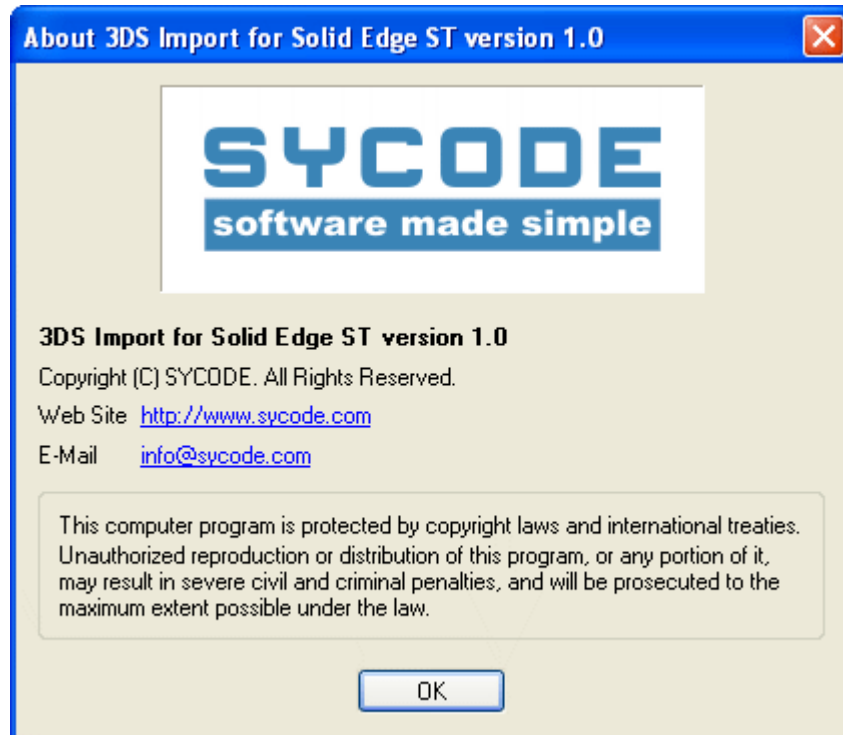 About 3DS Import for Solid Edge ST version 1.0
SYCODE
software made simple
3DS Import for Solid Edge ST version 1.0
Copyright (C) SYCODE. All Rights Reserved.
Web Site http://www.sycode.com
E-Mail info@sycode.com
This computer program is protected by copyright laws and international treaties.
Unauthorized reproduction or distribution of this program, or any portion of it,
may result in severe civil and criminal penalties, and will be prosecuted to the
maximum extent possible under the law.
OK